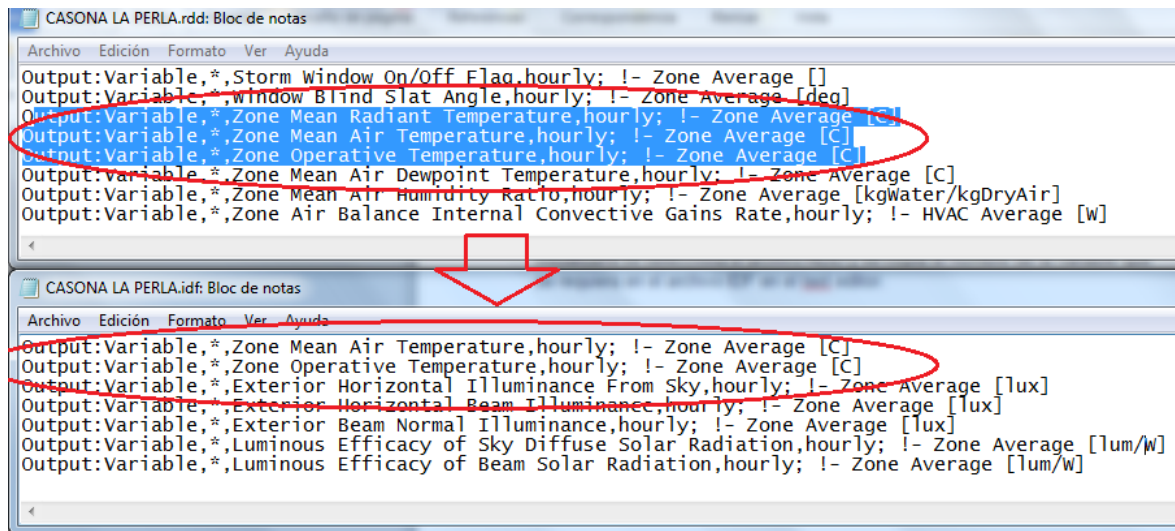 CASONA LA PERLA.rdd: Bloc de notas
Archivo Edición Formato Ver Ayuda
Output:Variable,*,Storm Window On/Off Flag,hourly; !- Zone Average []
Output:Variable,*,Window Blind Slat Angle,hourly; !- Zone Average [deg]
Output:Variable,*,Zone Mean Radiant Temperature,hourly; !- Zone Average [C]
Output:Variable,*,Zone Mean Air Temperature,hourly; !- Zone Average [C]
Output:Variable,*,Zone Operative Temperature,hourly; !- Zone Average [C]
Output:Variable,*,Zone Mean Air Dewpoint Temperature,hourly; !- Zone Average [C]
Output:Variable,*,Zone Mean Air Humidity Ratio,hourly; !- Zone Average [kgWater/kgDryAir]
Output:Variable,*,Zone Air Balance Internal Convective Gains Rate,hourly; !- HVAC Average [W]
CASONA LA PERLA.idf: Bloc de notas
Archivo Edición Formato Ver Ayuda
Output:Variable,*,Zone Mean Air Temperature,hourly; !- Zone Average [C]
Output:Variable,*,Zone Operative Temperature,hourly; !- Zone Average [C]
Output:Variable,*,Exterior Horizontal Illuminance From Sky,hourly; !- Zone Average [lux]
Output:Variable,*,Exterior Horizontal Beam Illuminance,hourly; !- Zone Average [lux]
Output:Variable,*,Exterior Beam Normal Illuminance,hourly; !- Zone Average [lux]
Output:Variable,*,Luminous Efficacy of Sky Diffuse Solar Radiation,hourly; !- Zone Average [lum/W]
Output:Variable,*,Luminous Efficacy of Beam Solar Radiation,hourly; !- Zone Average [lum/W]